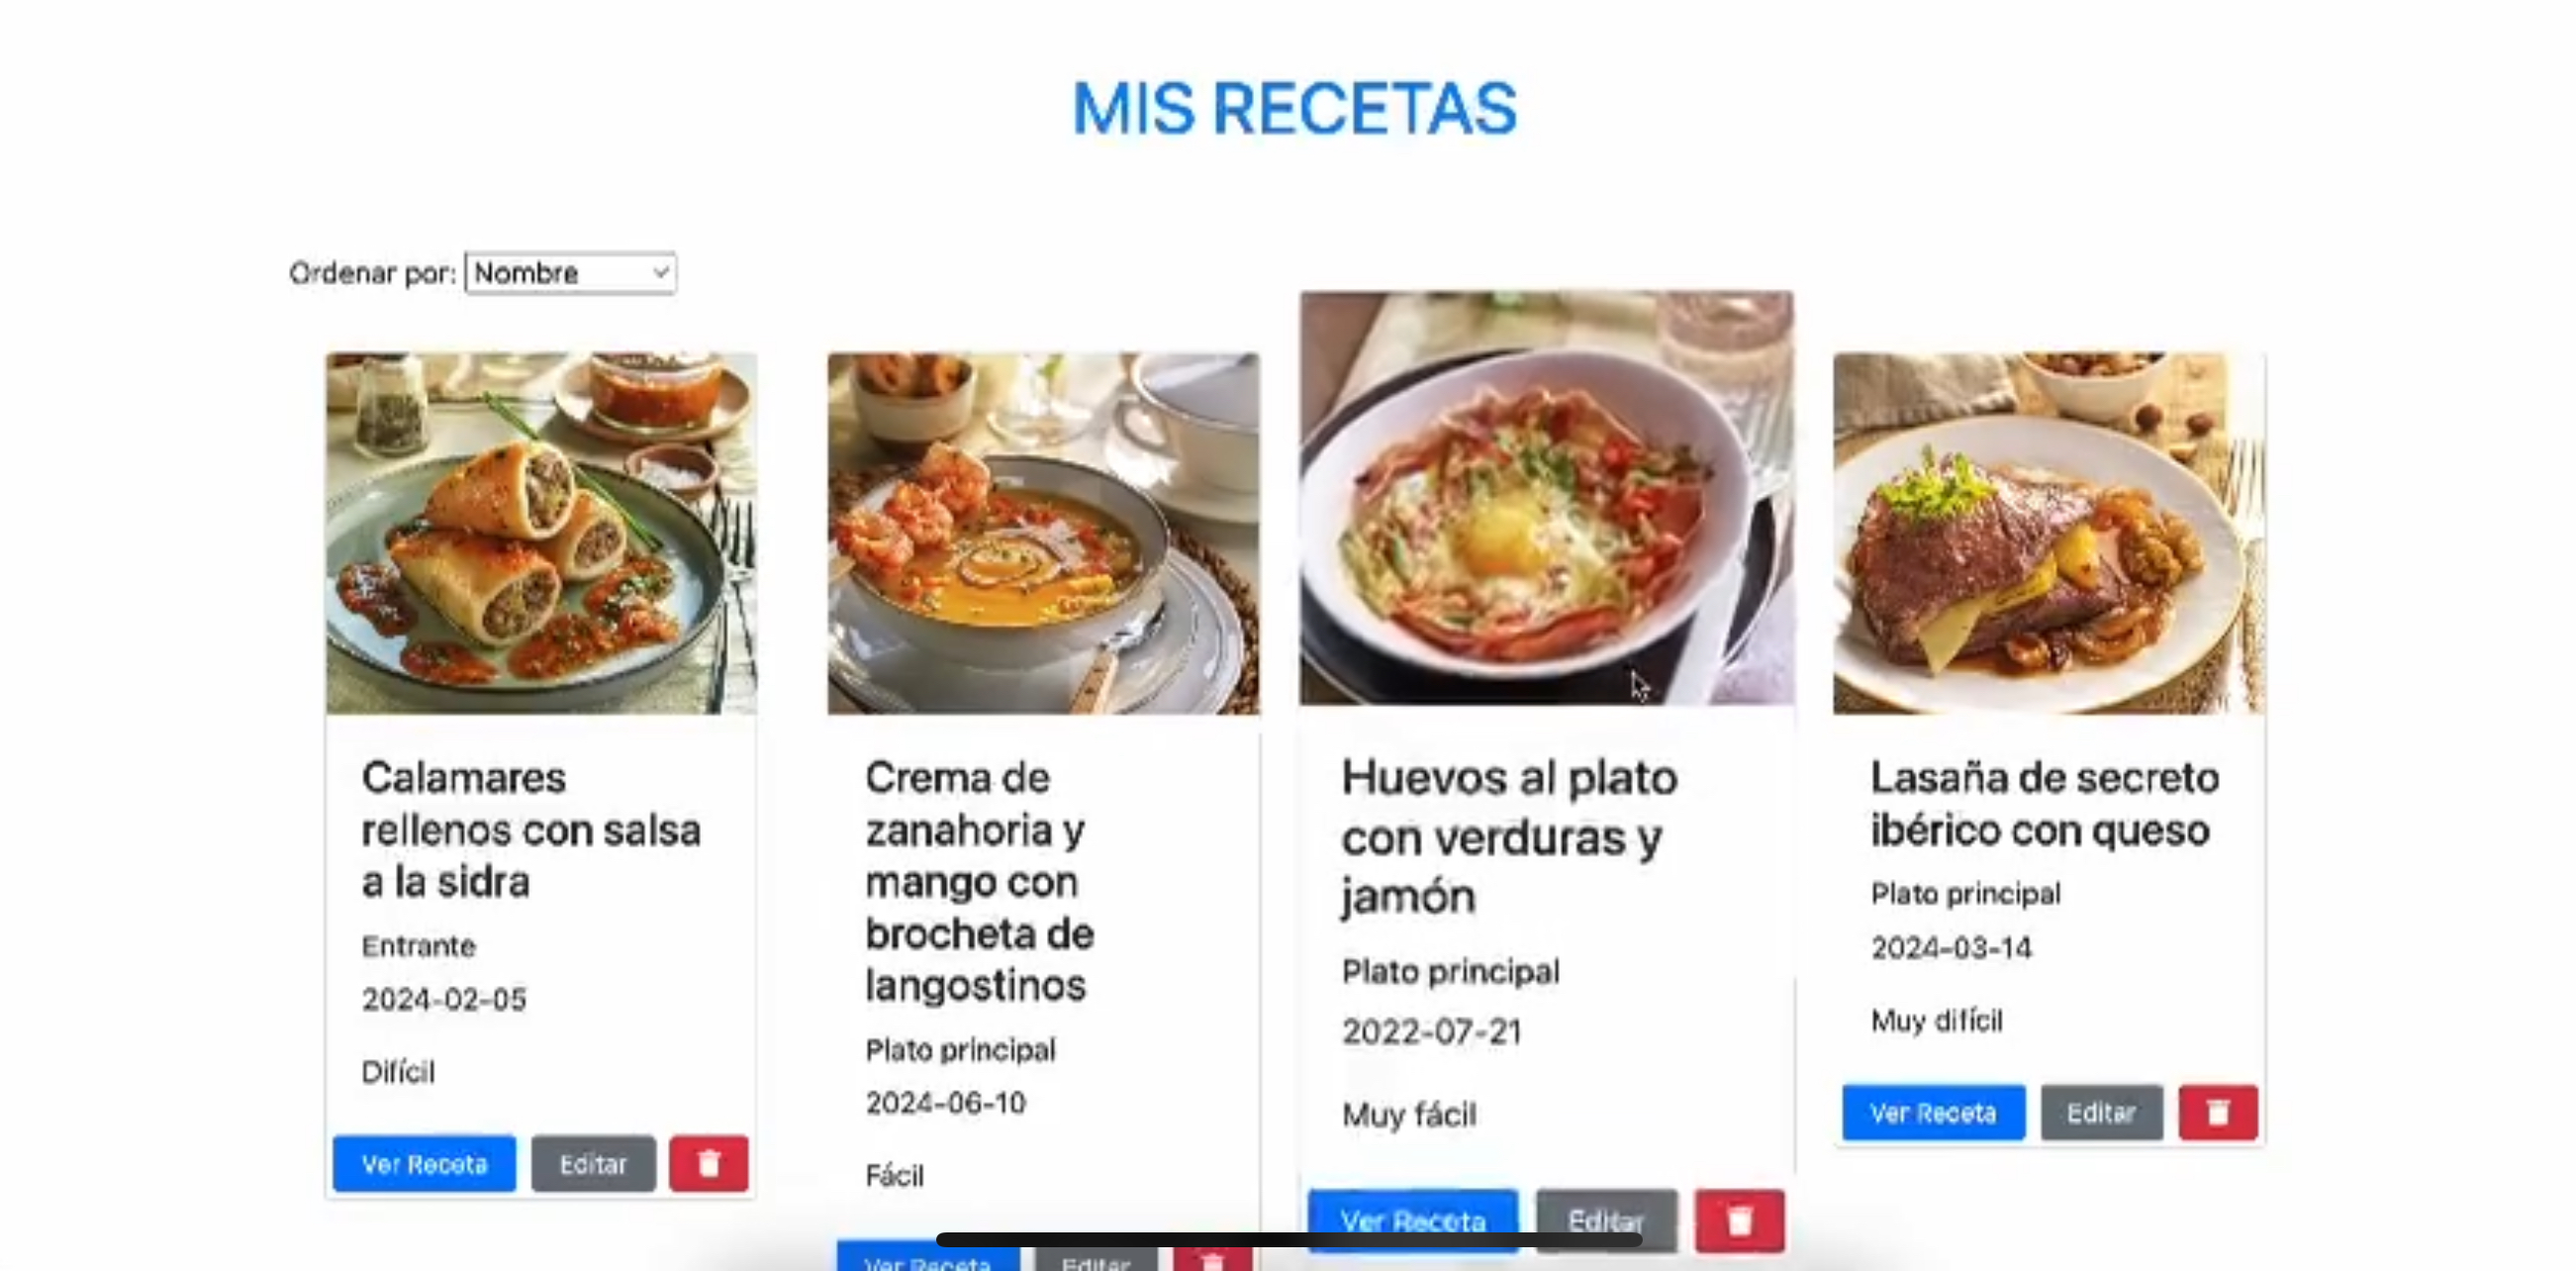 MIS RECETAS
Ordenar por: Nombre
Calamares
rellenos con salsa
a la sidra
Entrante
2024-02-05
Difícil
Ver Receta Editar
Crema de
zanahoria y
mango con
brocheta de
langostinos
Plato principal
2024-06-10
Fácil
Ver Receta Editar
Huevos al plato
con verduras y
jamón
Plato principal
2022-07-21
Muy fácil
Ver Receta Editar
Lasaña de secreto
ibérico con queso
Plato principal
2024-03-14
Muy difícil
Ver Receta Editar